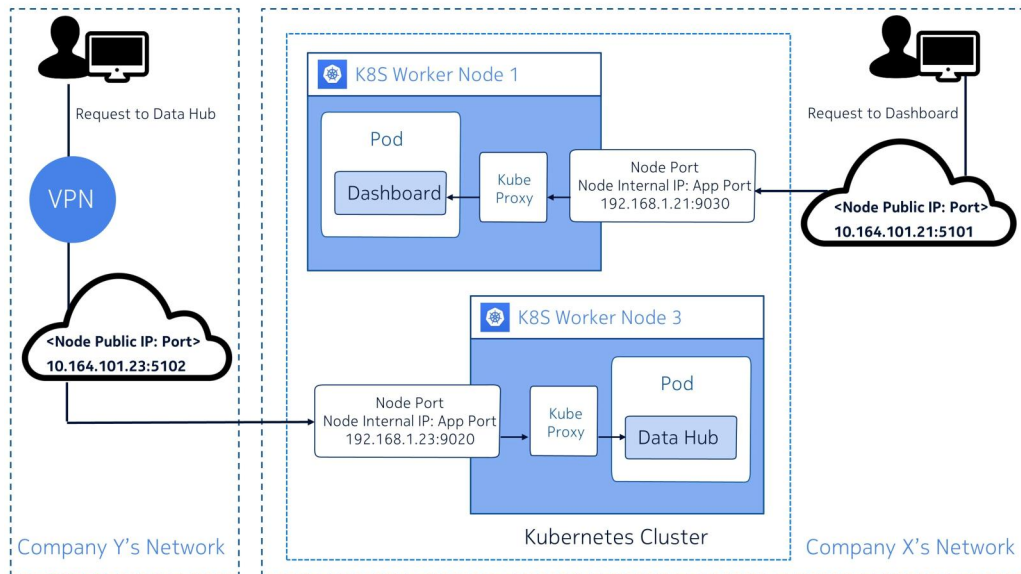 Request to Data Hub
VPN
<Node Public IP: Port>
10.164.101.23:5102
Company Y's Network
K8S Worker Node 1
Pod
Dashboard
Kube
Proxy
Node Port
Node Internal IP: App Port
192.168.1.21:9030
Request to Dashboard
<Node Public IP: Port>
10.164.101.21:5101
K8S Worker Node 3
Node Port
Node Internal IP: App Port
192.168.1.23:9020
Kube
Proxy
Pod
Data Hub
Kubernetes Cluster
Company X's Network